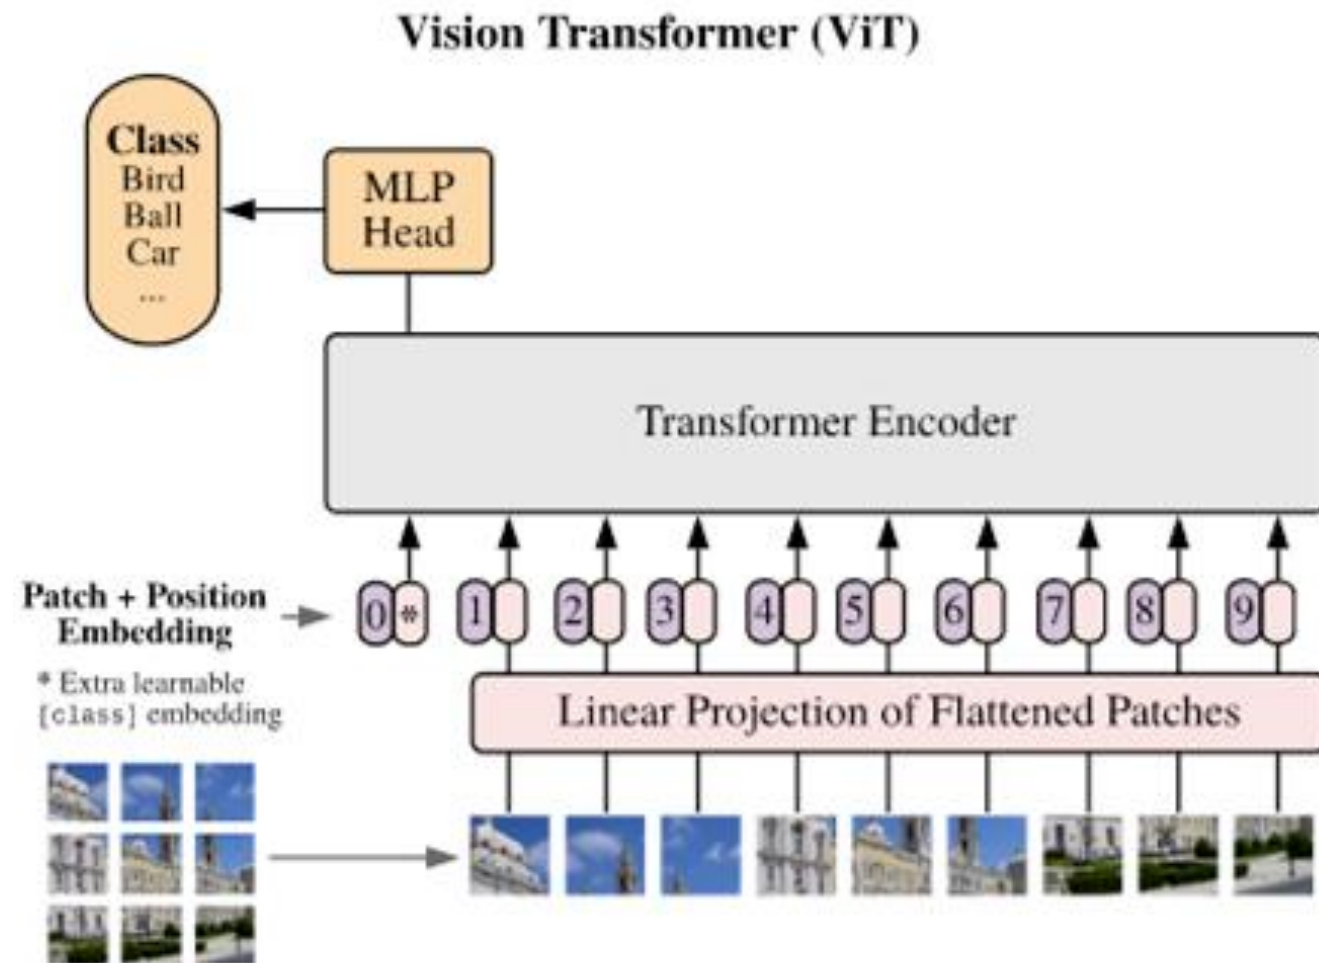 Vision Transformer (ViT)
Class
Bird
Ball
Car
...
MLP
Head
Transformer Encoder
Patch + Position
Embedding
0 * 1 2 3 4 5 6 7 8 9
* Extra learnable
[class] embedding
Linear Projection of Flattened Patches